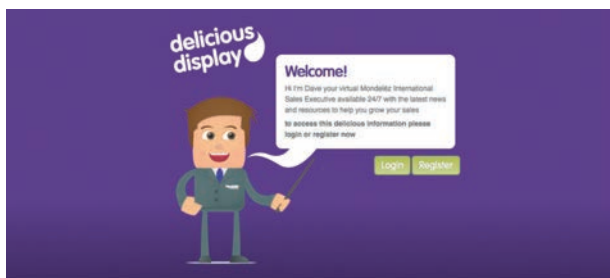 delicious
display
Welcome!
Hi I'm Dave your virtual Mondelēz International
Sales Executive available 24/7 with the latest news
and resources to help you grow your sales
to access this delicious information please
login or register now
Login Register